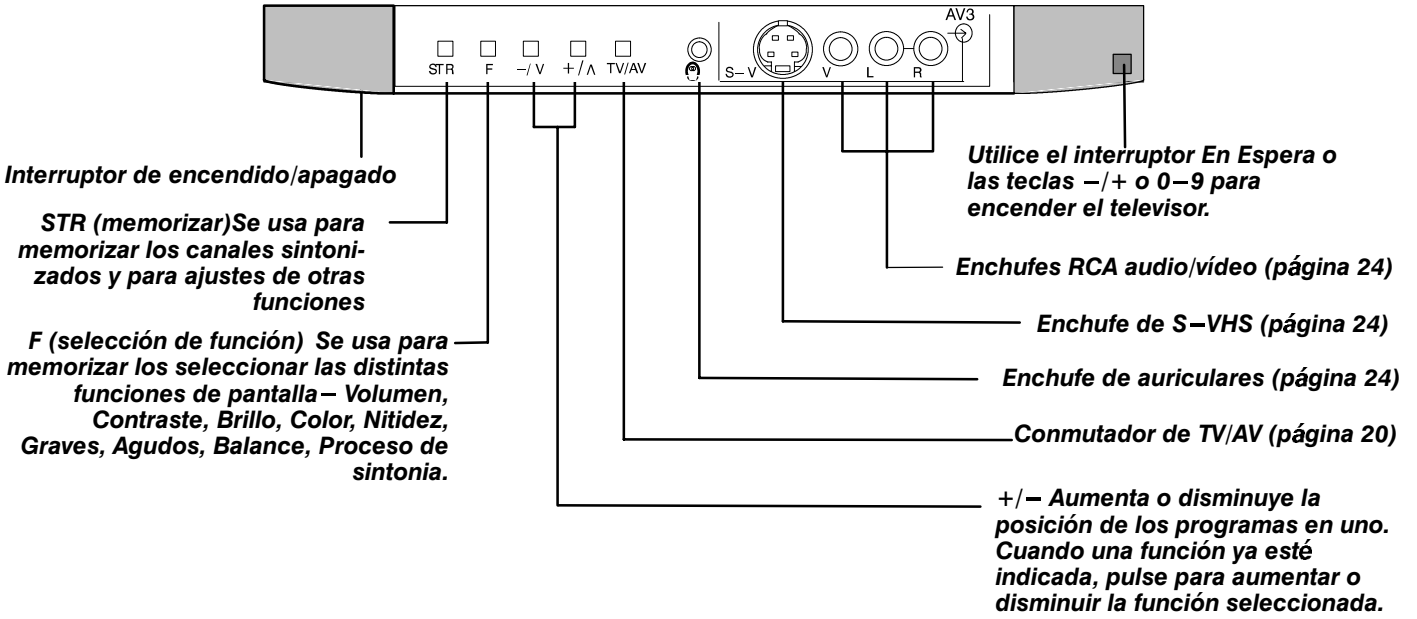 AV3
STR F −/ V +/Λ TV/AV S−V V L R
Interruptor de encendido/apagado
STR (memorizar)Se usa para
memorizar los canales sintoni-
zados y para ajustes de otras
funciones
F (selección de función) Se usa para
memorizar los seleccionar las distintas
funciones de pantalla− Volumen,
Contraste, Brillo, Color, Nitidez,
Graves, Agudos, Balance, Proceso de
sintonia.
Utilice el interruptor En Espera o
las teclas −/+ o 0−9 para
encender el televisor.
Enchufes RCA audio/vídeo (página 24)
Enchufe de S−VHS (página 24)
Enchufe de auriculares (página 24)
Conmutador de TV/AV (página 20)
+/− Aumenta o disminuye la
posición de los programas en uno.
Cuando una función ya esté
indicada, pulse para aumentar o
disminuir la función seleccionada.